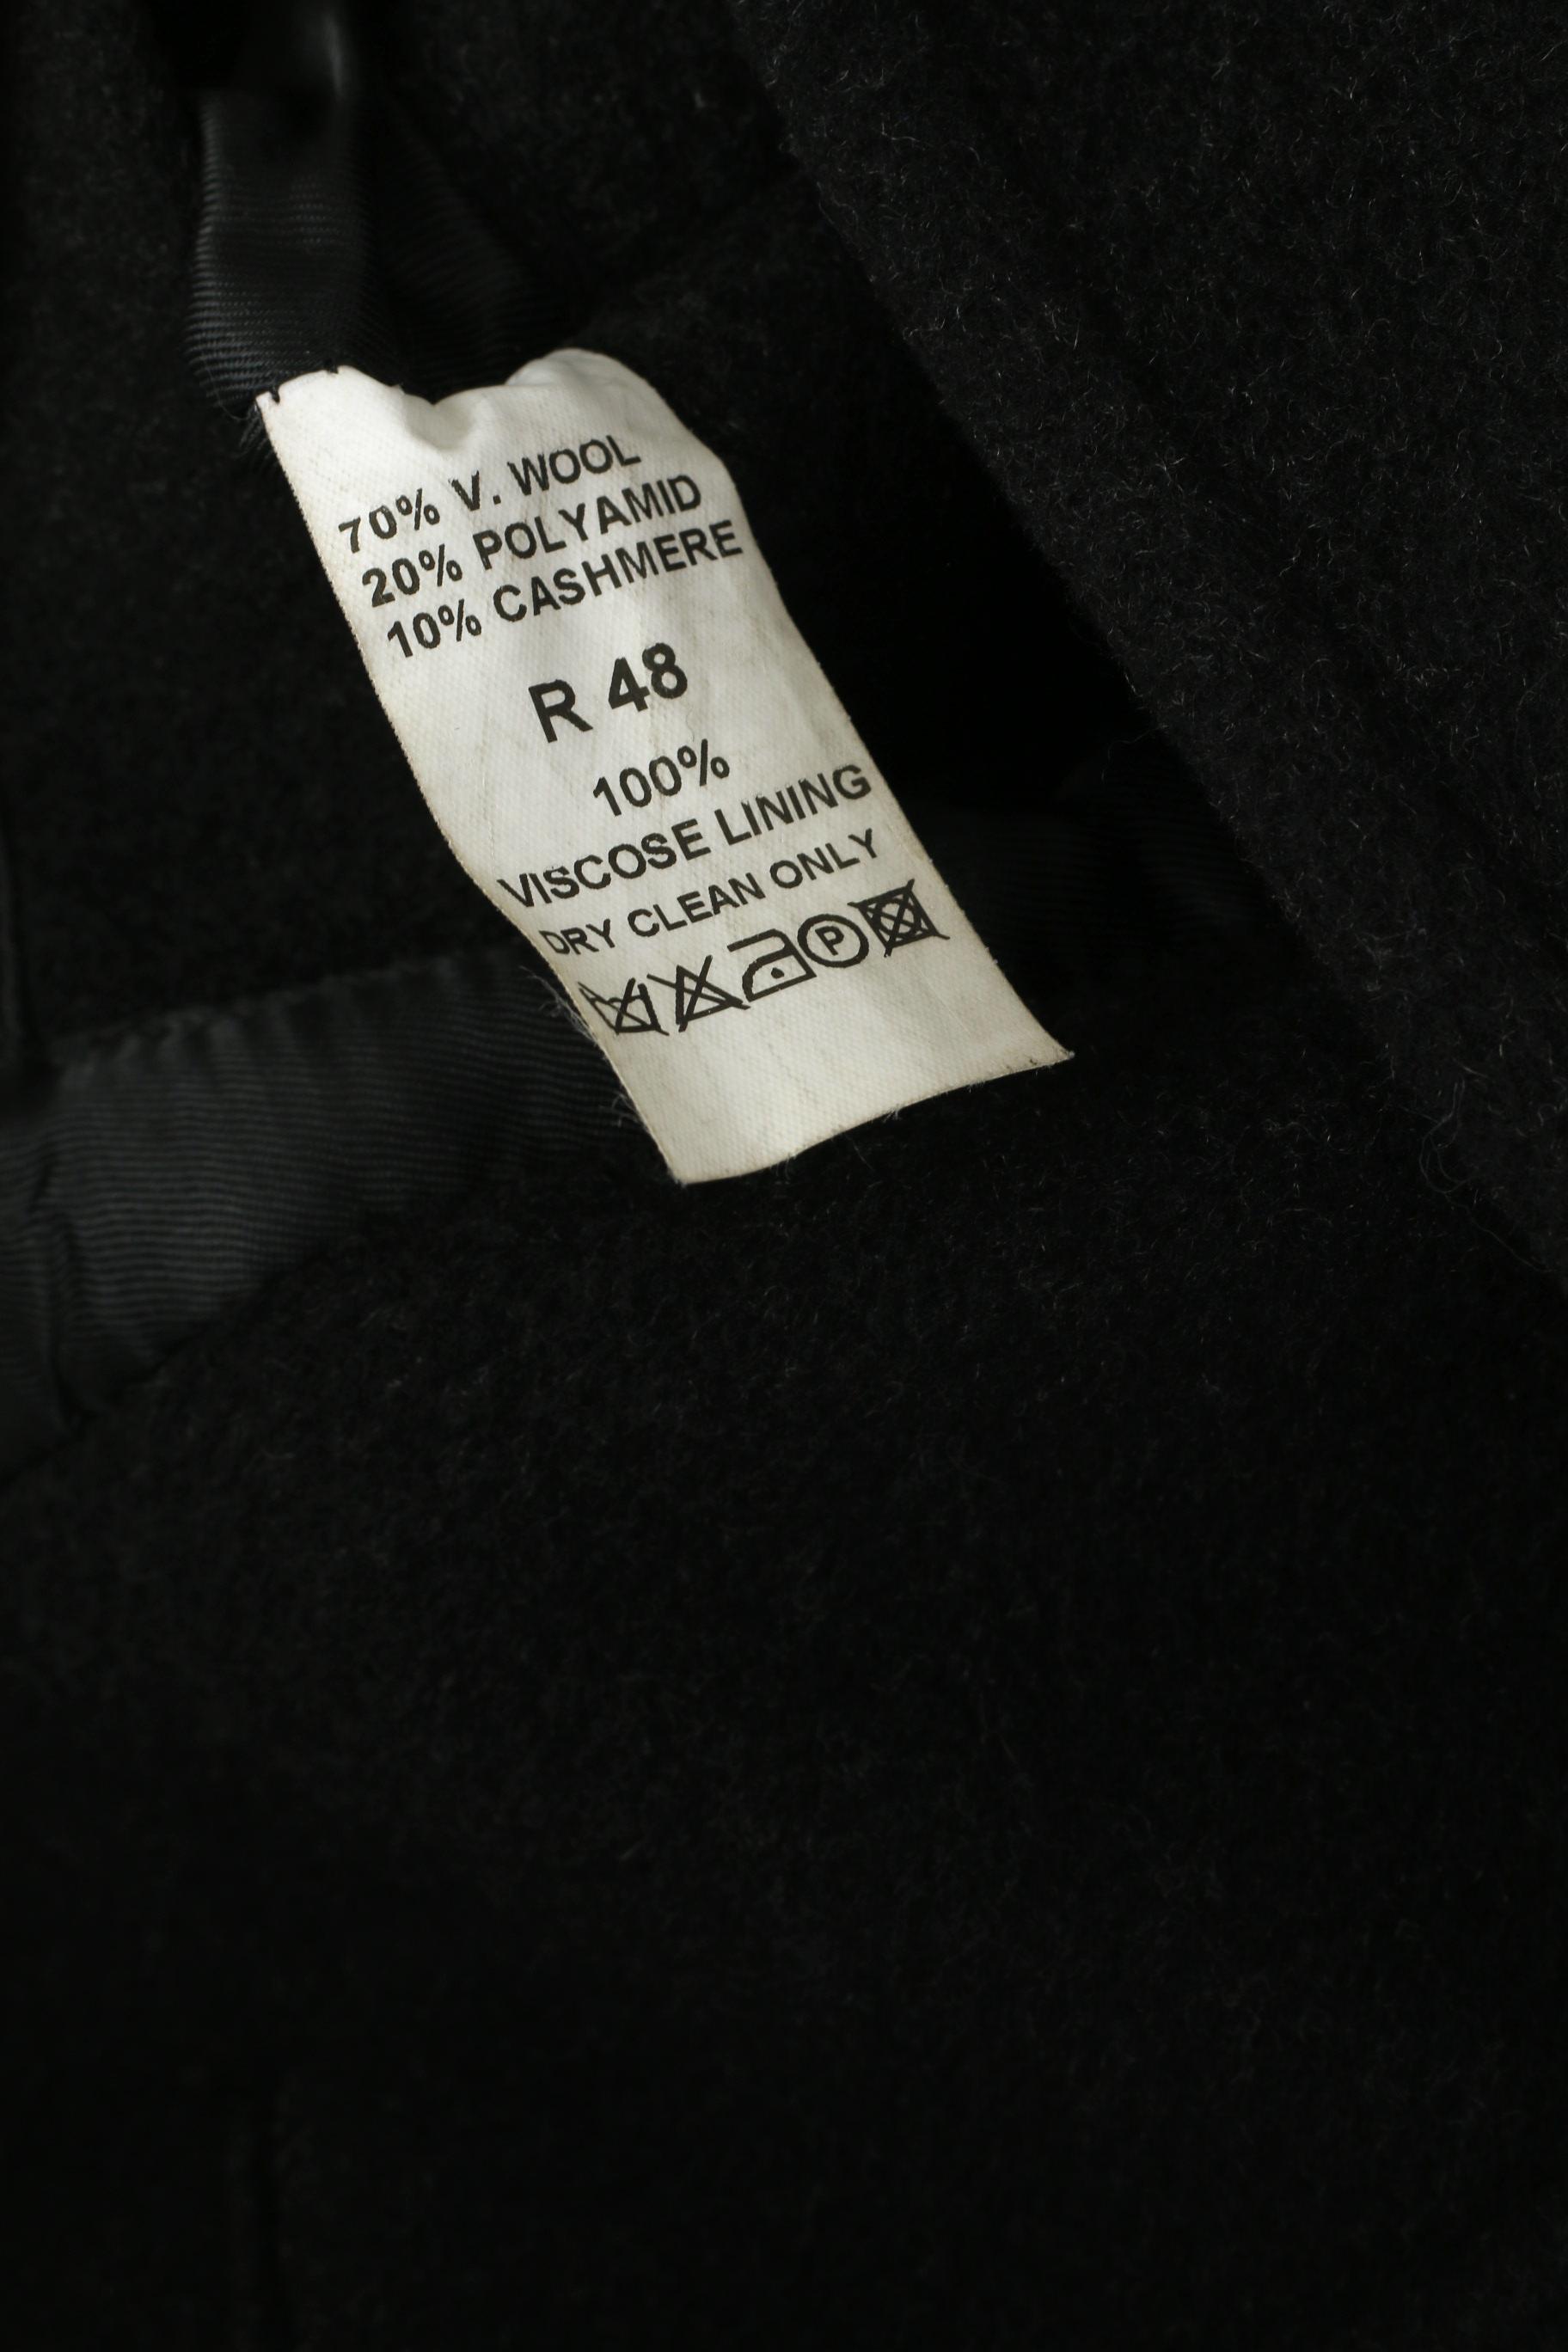 70% V. WOOL
20% POLYAMID
10% CASHMERE
R 48
100%
VISCOSE LINING
DRY CLEAN ONLY
P